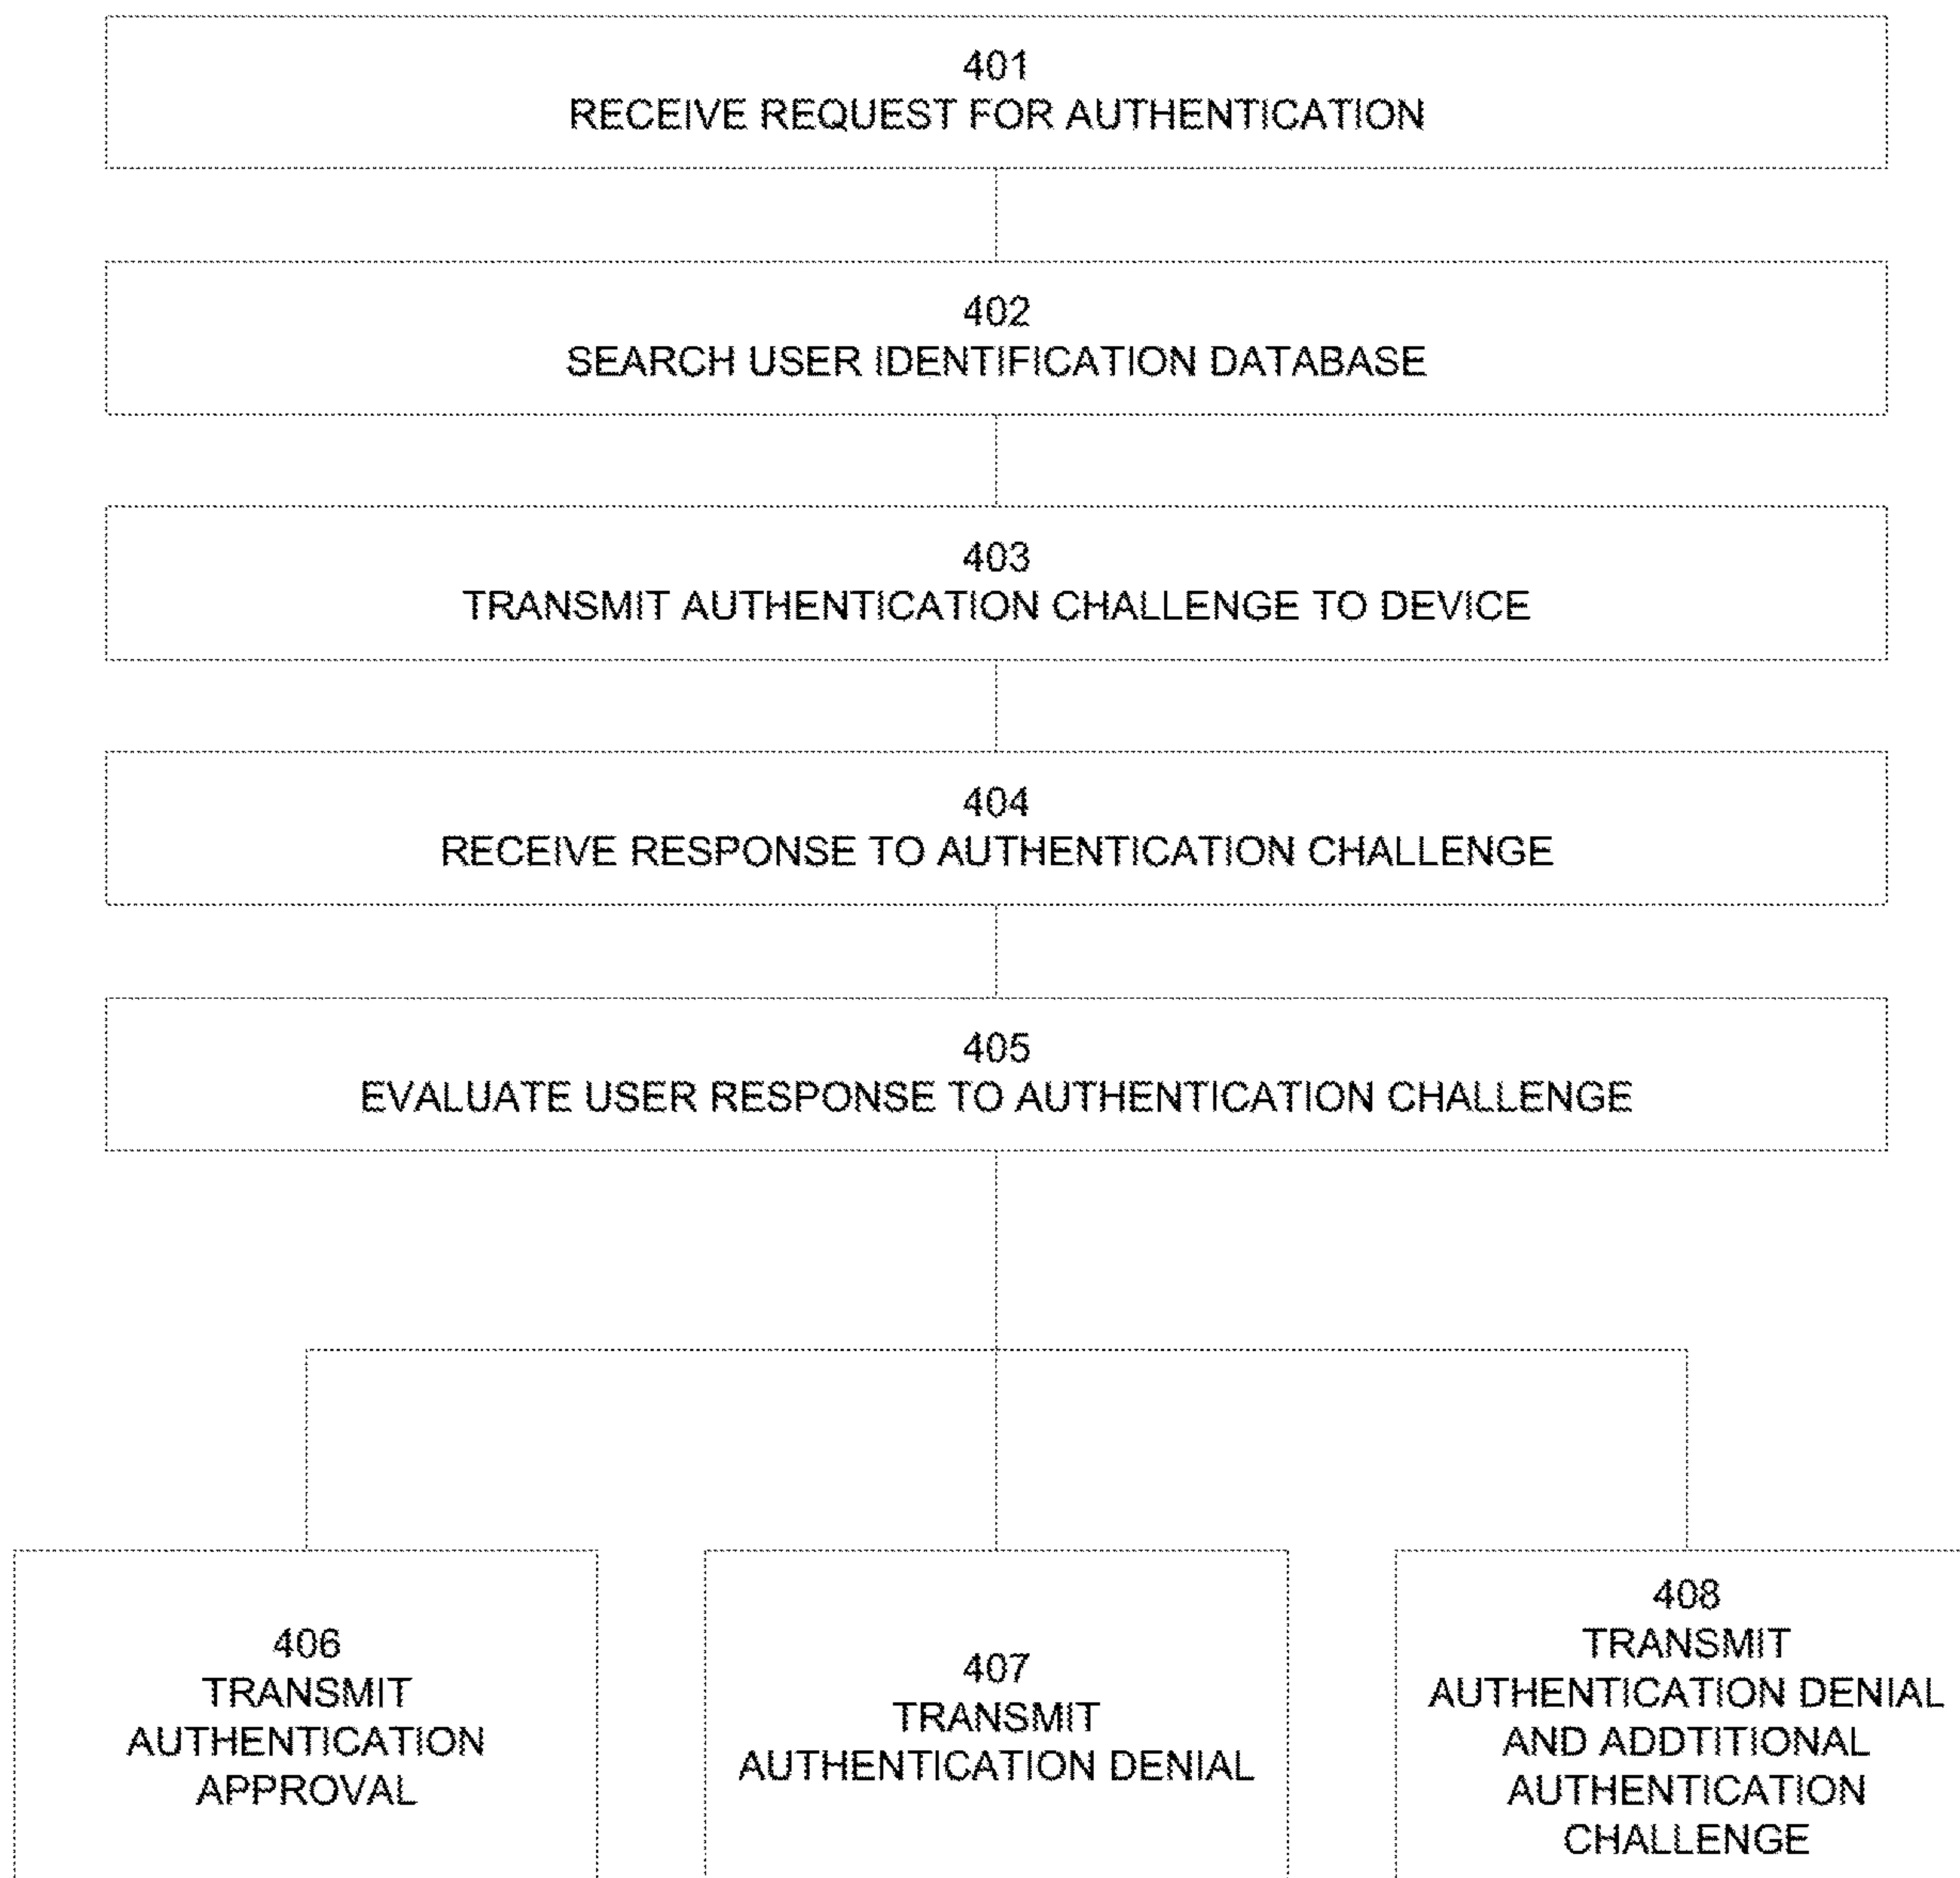 401
RECEIVE REQUEST FOR AUTHENTICATION
402
SEARCH USER IDENTIFICATION DATABASE
403
TRANSMIT AUTHENTICATION CHALLENGE TO DEVICE
404
RECEIVE RESPONSE TO AUTHENTICATION CHALLENGE
405
EVALUATE USER RESPONSE TO AUTHENTICATION CHALLENGE
406
TRANSMIT
AUTHENTICATION
APPROVAL
407
TRANSMIT
AUTHENTICATION DENIAL
408
TRANSMIT
AUTHENTICATION DENIAL
AND ADDTITIONAL
AUTHENTICATION
CHALLENGE